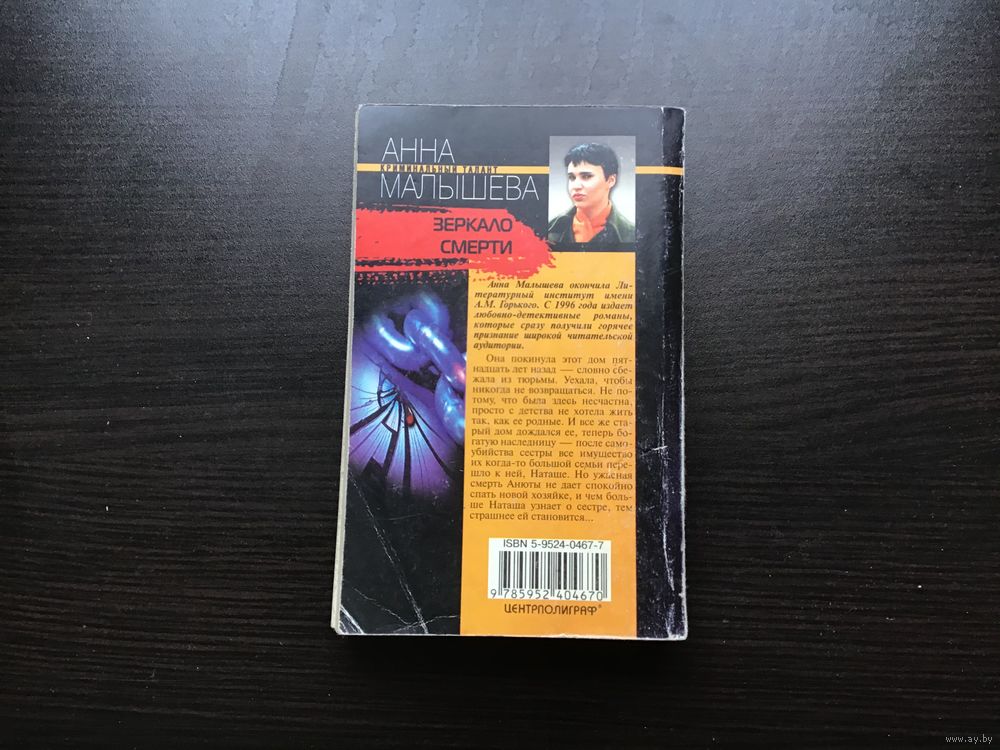 АННА
КРИМИНАЛЬНЫЙ ТАЛАНТ
МАЛЫШЕВА
ЗЕРКАЛО
СМЕРТИ
Анна Малышева окончила Ли-
тературный институт имени
А.М. Горького. С 1996 года издает
любовно-детективные романы,
которые сразу получили горячее
признание широкой читательской
аудитории.
Она покинула этот дом пят-
надцать лет назад — словно сбе-
жала из тюрьмы. Уехала, чтобы
никогда не возвращаться. Не по-
тому, что была здесь несчастна,
просто с детства не хотела жить
так, как ее родные. И все же ста-
рый дом дождался ее, теперь бо-
гатую наследницу — после само-
убийства сестры все имущество
их когда-то большой семьи пере-
шло к ней, Наташе. Но ужасная
смерть Анюты не дает спокойно
спать новой хозяйке, и чем боль-
ше Наташа узнает о сестре, тем
страшнее ей становится...
ISBN 5-9524-0467-7
9 785952 404670
ЦЕНТРПОЛИГРАФ®
www.ay.by